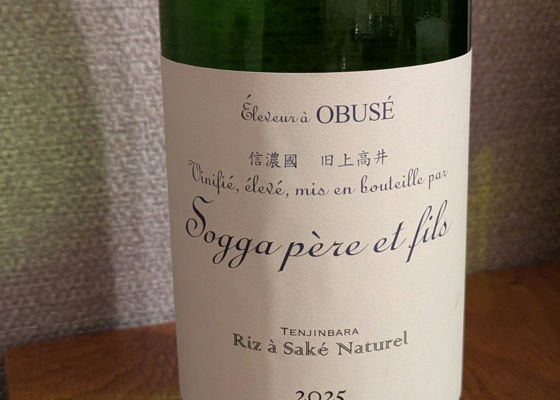 Éleveur à OBUSÉ
信濃國　旧上高井
Vinifié, élevé, mis en bouteille par
Sogga père et fils
TENJINBARA
Riz à Saké Naturel
2025